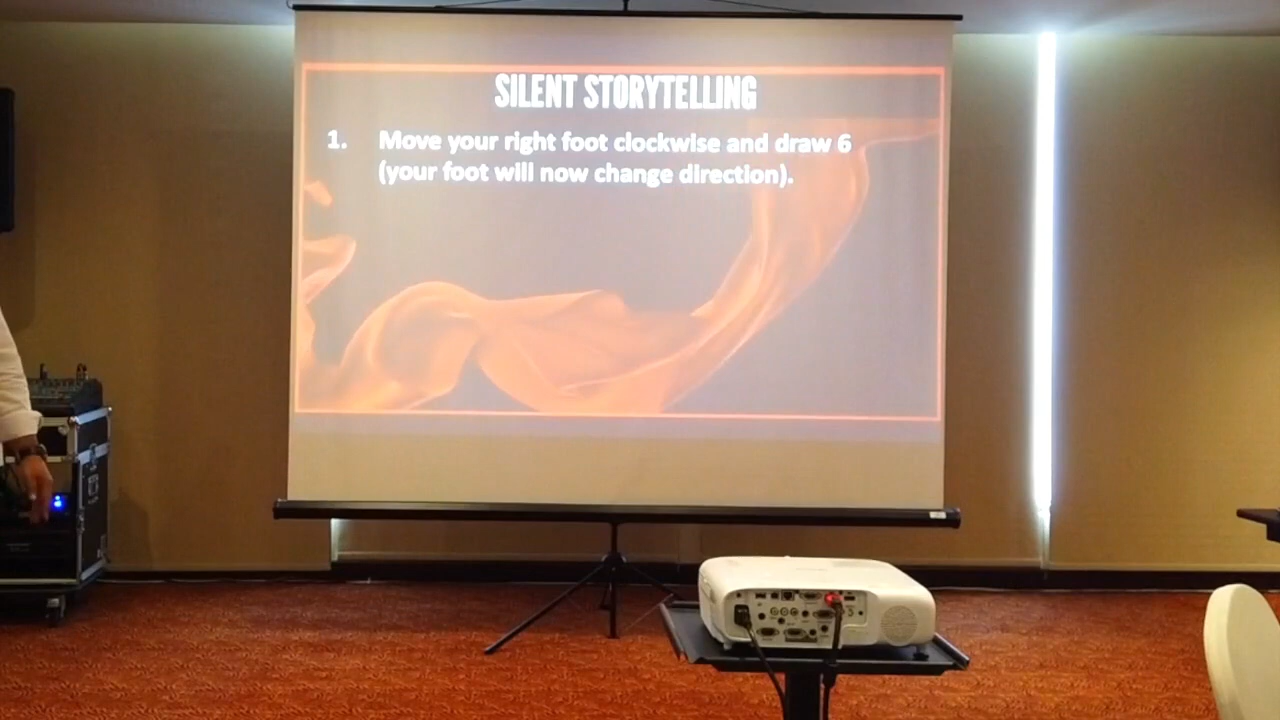 SILENT STORYTELLING
1. Move your right foot clockwise and draw 6
(your foot will now change direction).